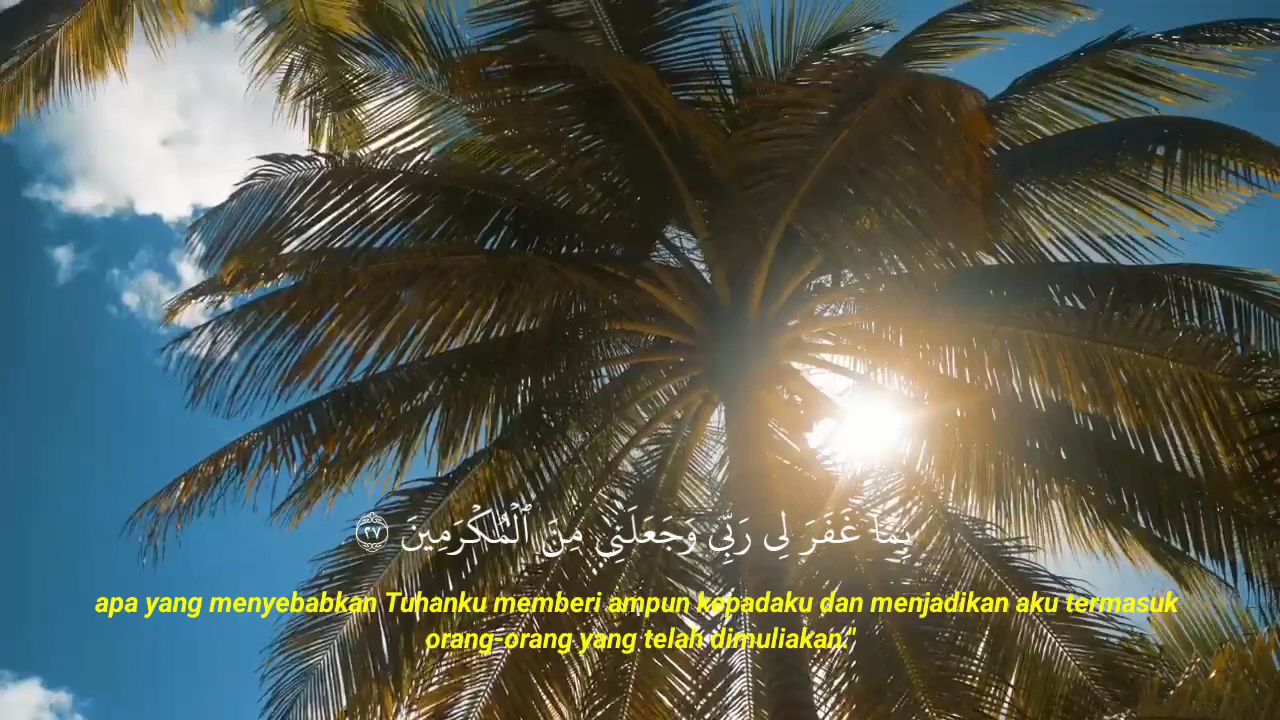 بِمَا غَفَرَ لِى رَبِّى وَجَعَلَنِى مِنَ ٱلْمُكْرَمِينَ ٢٧
apa yang menyebabkan Tuhanku memberi ampun kepadaku dan menjadikan aku termasuk
orang-orang yang telah dimuliakan."